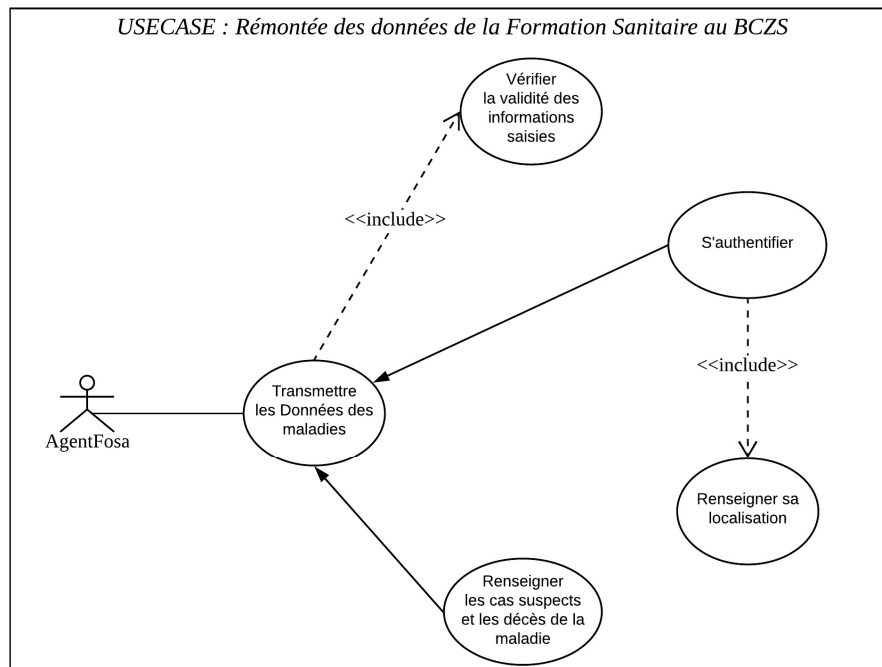 USECASE : Rémontée des données de la Formation Sanitaire au BCZS
Vérifier
la validité des
informations
saisies
<<include>>
S'authentifier
<<include>>
Transmettre
les Données des
maladies
AgentFosa
Renseigner sa
localisation
Renseigner
les cas suspects
et les décès de la
maladie